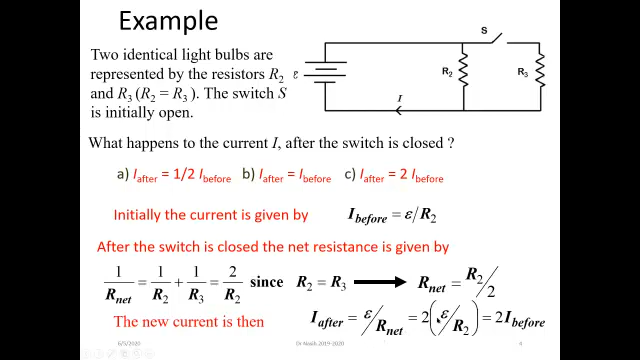 Example
Two identical light bulbs are
represented by the resistors R2
and R3 (R2 = R3 ). The switch S
is initially open.
ε
S
R2
R3
I
What happens to the current I, after the switch is closed ?
a) Iafter = 1/2 Ibefore b) Iafter = Ibefore c) Iafter = 2 Ibefore
Initially the current is given by Ibefore = ε/R2
After the switch is closed the net resistance is given by
1/Rnet = 1/R2 + 1/R3 = 2/R2 since R2 = R3 Rnet = R2/2
The new current is then Iafter = ε/Rnet = 2(ε/R2) = 2Ibefore
6/5/2020 4